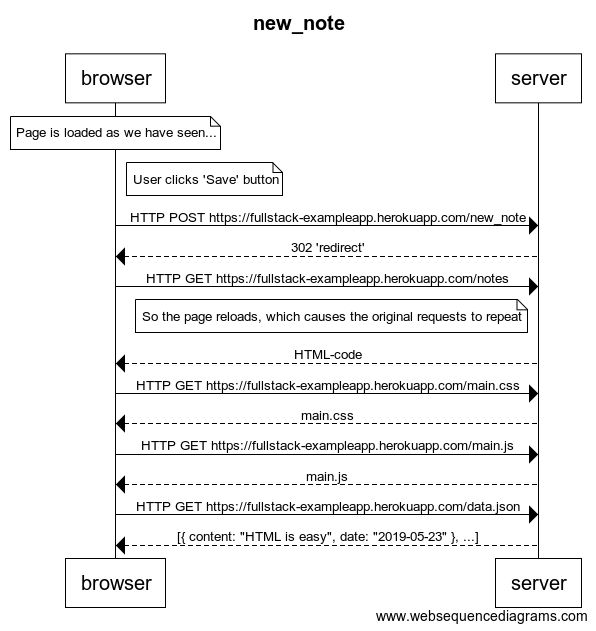 new_note
browser
server
Page is loaded as we have seen...
User clicks 'Save' button
HTTP POST https://fullstack-exampleapp.herokuapp.com/new_note
302 'redirect'
HTTP GET https://fullstack-exampleapp.herokuapp.com/notes
So the page reloads, which causes the original requests to repeat
HTML-code
HTTP GET https://fullstack-exampleapp.herokuapp.com/main.css
main.css
HTTP GET https://fullstack-exampleapp.herokuapp.com/main.js
main.js
HTTP GET https://fullstack-exampleapp.herokuapp.com/data.json
[{ content: "HTML is easy", date: "2019-05-23" }, ...]
browser
server
www.websequencediagrams.com